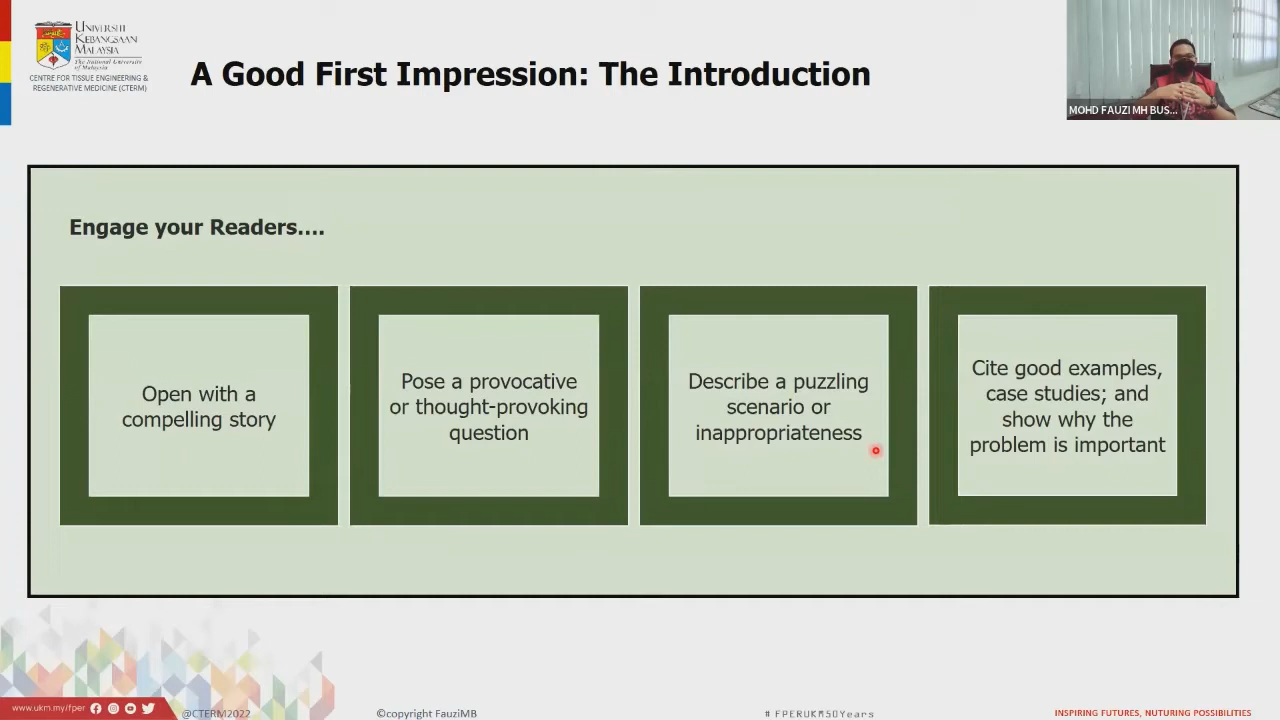 UNIVERSITI
KEBANGSAAN
MALAYSIA
The National University
of Malaysia
CENTRE FOR TISSUE ENGINEERING &
REGENERATIVE MEDICINE (CTERM)
A Good First Impression: The Introduction
MOHD FAUZI MH BUS...
Engage your Readers....
Open with a
compelling story
Pose a provocative
or thought-provoking
question
Describe a puzzling
scenario or
inappropriateness
Cite good examples,
case studies; and
show why the
problem is important
www.ukm.my/fper
@CTERM2022
©copyright FauziMB
#FPERUKM50Years
INSPIRING FUTURES, NUTURING POSSIBILITIES